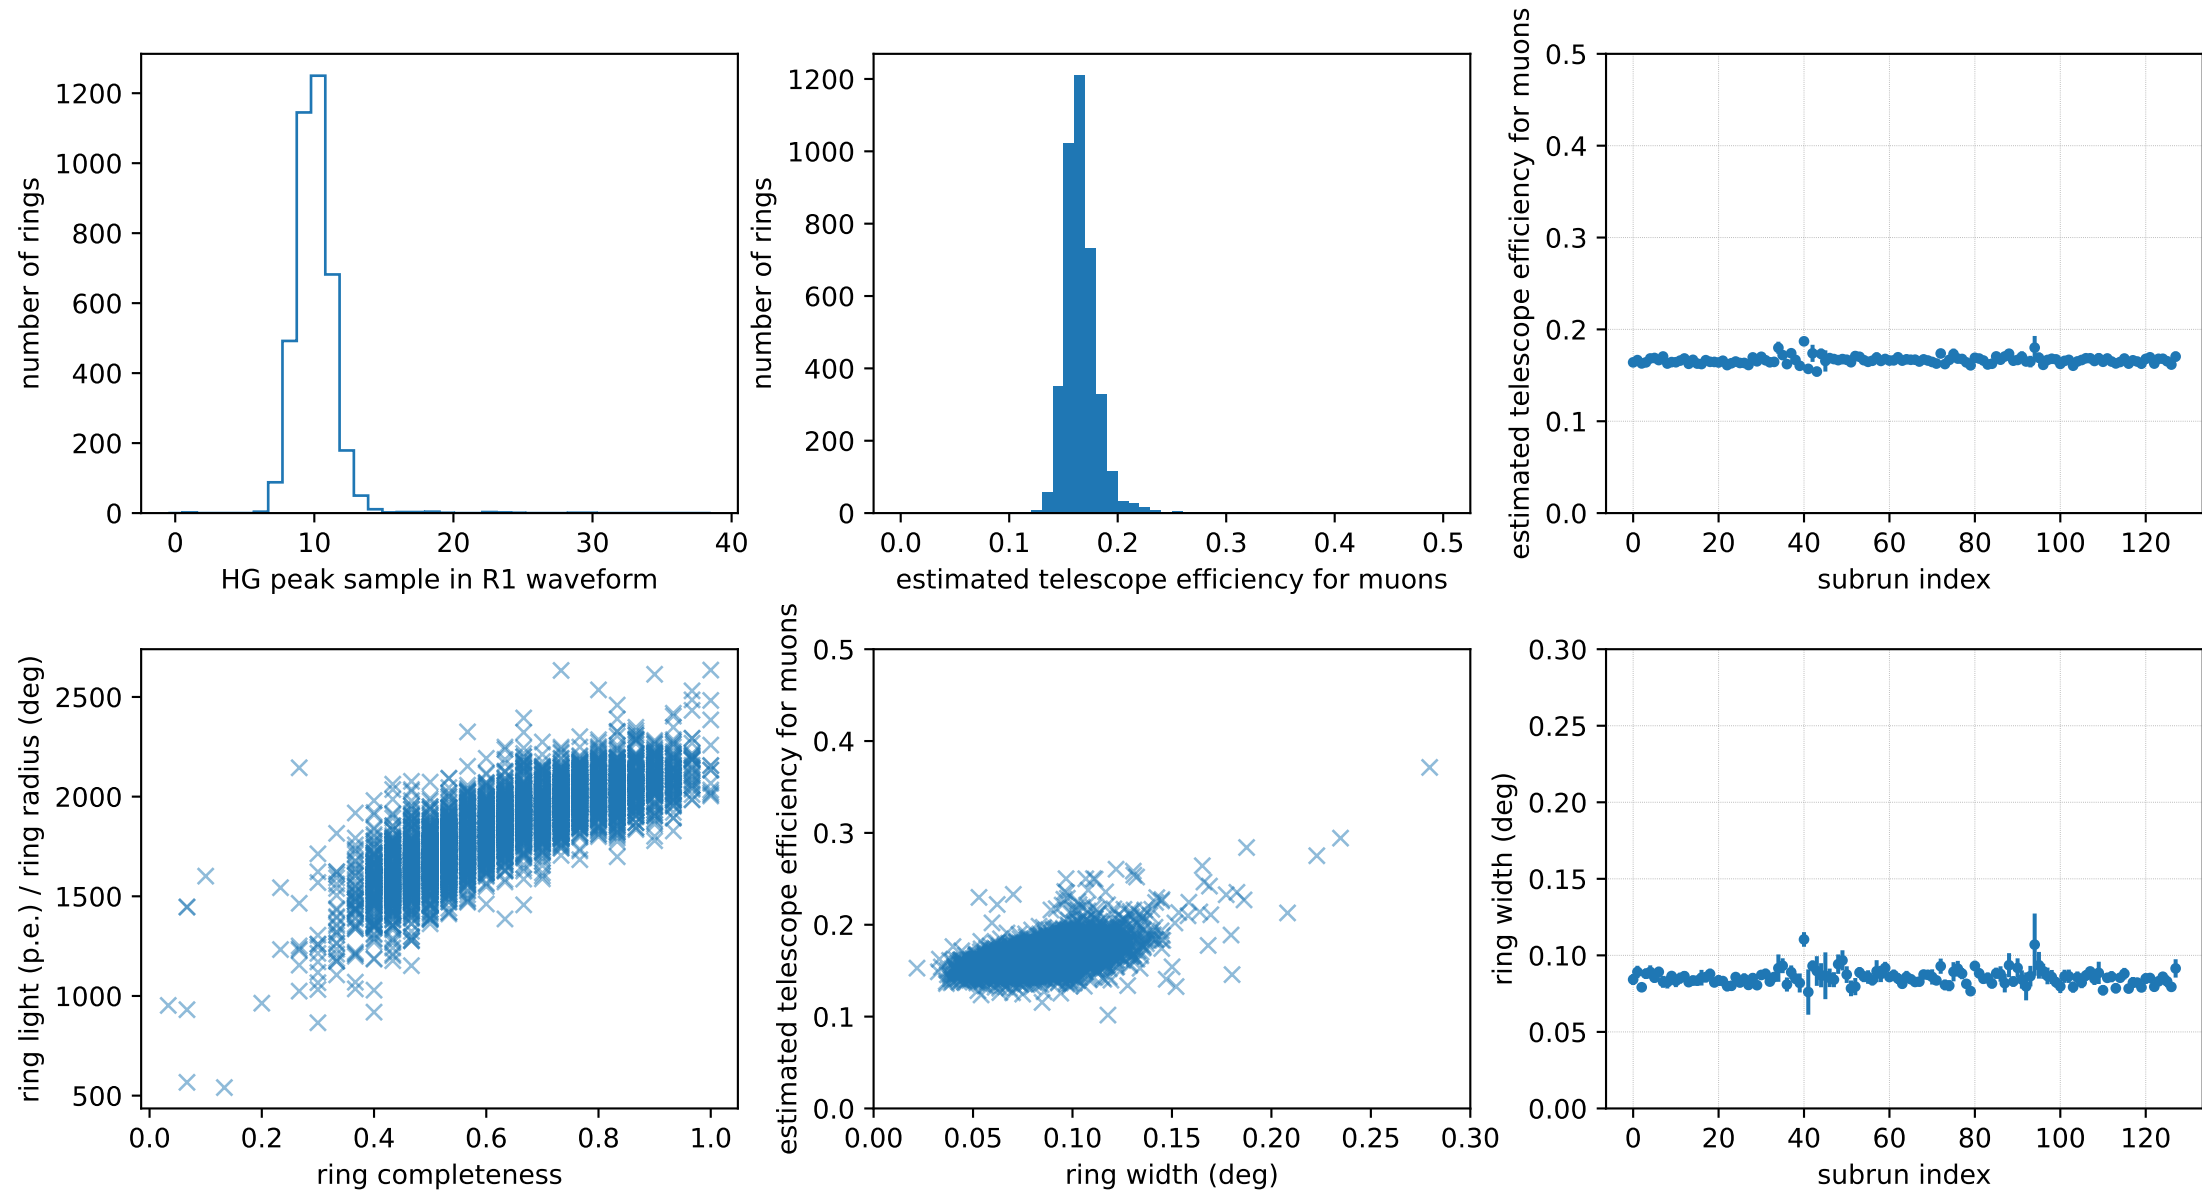 number of rings
1200
1000
800
600
400
200
0
0 10 20 30 40
HG peak sample in R1 waveform
number of rings
1200
1000
800
600
400
200
0
0.0 0.1 0.2 0.3 0.4 0.5
estimated telescope efficiency for muons
estimated telescope efficiency for muons
0.5
0.4
0.3
0.2
0.1
0.0
0 20 40 60 80 100 120
subrun index
ring light (p.e.) / ring radius (deg)
2500
2000
1500
1000
500
0.0 0.2 0.4 0.6 0.8 1.0
ring completeness
estimated telescope efficiency for muons
0.5
0.4
0.3
0.2
0.1
0.0
0.00 0.05 0.10 0.15 0.20 0.25 0.30
ring width (deg)
ring width (deg)
0.30
0.25
0.20
0.15
0.10
0.05
0.00
0 20 40 60 80 100 120
subrun index